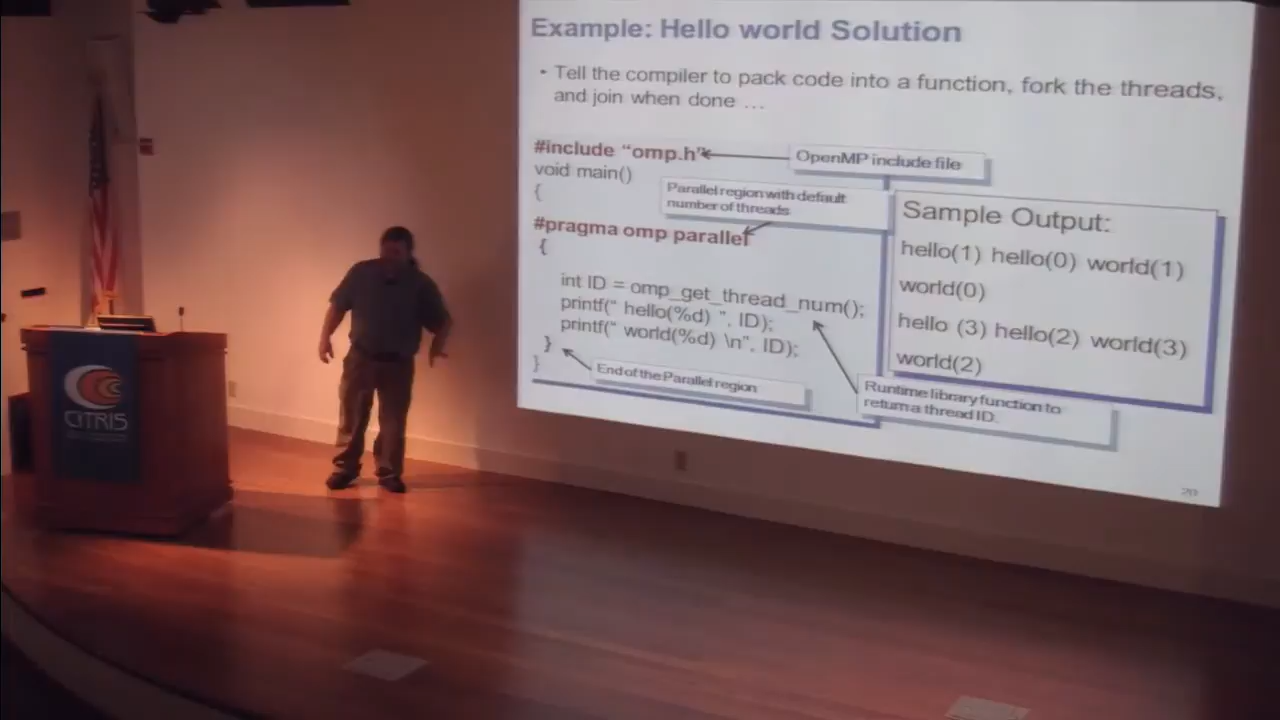 Example: Hello world Solution
• Tell the compiler to pack code into a function, fork the threads,
and join when done ...
#include “omp.h”
OpenMP include file
void main()
{
Parallel region with default
number of threads
#pragma omp parallel
{
int ID = omp_get_thread_num();
printf(“ hello(%d) ”, ID);
printf(“ world(%d) \n”, ID);
}
End of the Parallel region
}
Sample Output:
hello(1) hello(0) world(1)
world(0)
hello (3) hello(2) world(3)
world(2)
Runtime library function to
return a thread ID.
20
CITRIS